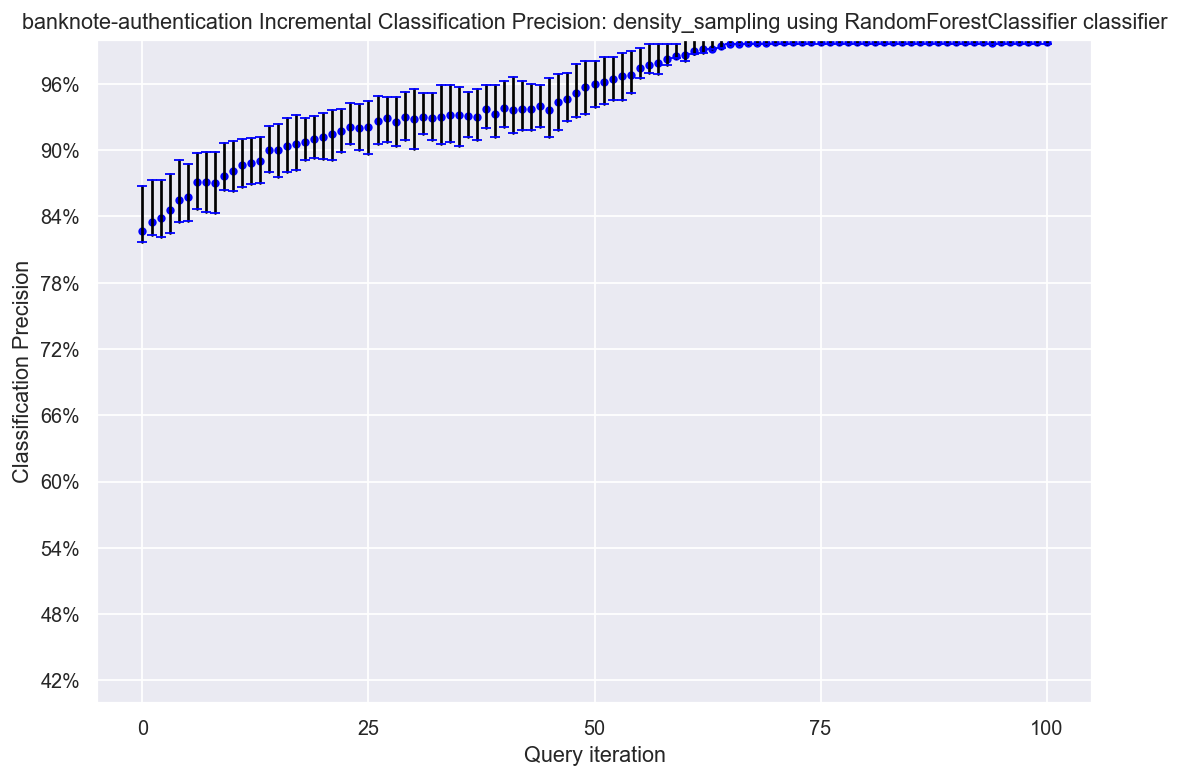 banknote-authentication Incremental Classification Precision: density_sampling using RandomForestClassifier classifier
96%
90%
84%
78%
72%
66%
60%
54%
48%
42%
Classification Precision
0 25 50 75 100
Query iteration